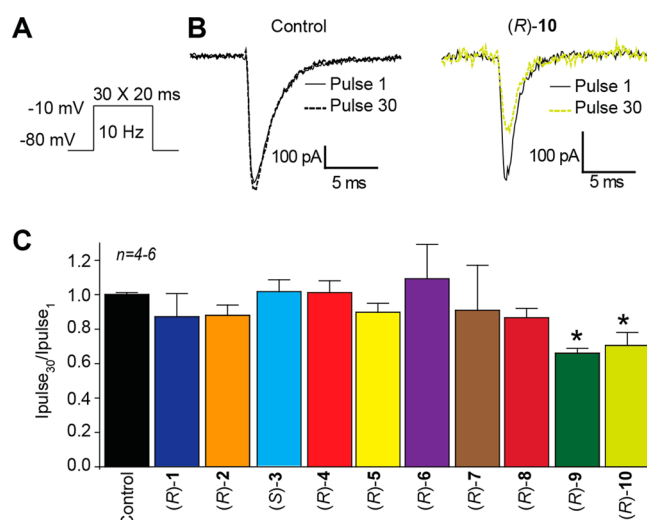 A
30 X 20 ms
-10 mV
10 Hz
-80 mV
B
Control
Pulse 1
Pulse 30
100 pA
5 ms
(R)-10
Pulse 1
Pulse 30
100 pA
5 ms
C
n=4-6
Ipulse30/Ipulse1
1.2
1.0
0.8
0.6
0.4
0.2
0.0
* *
Control
(R)-1
(R)-2
(S)-3
(R)-4
(R)-5
(R)-6
(R)-7
(R)-8
(R)-9
(R)-10